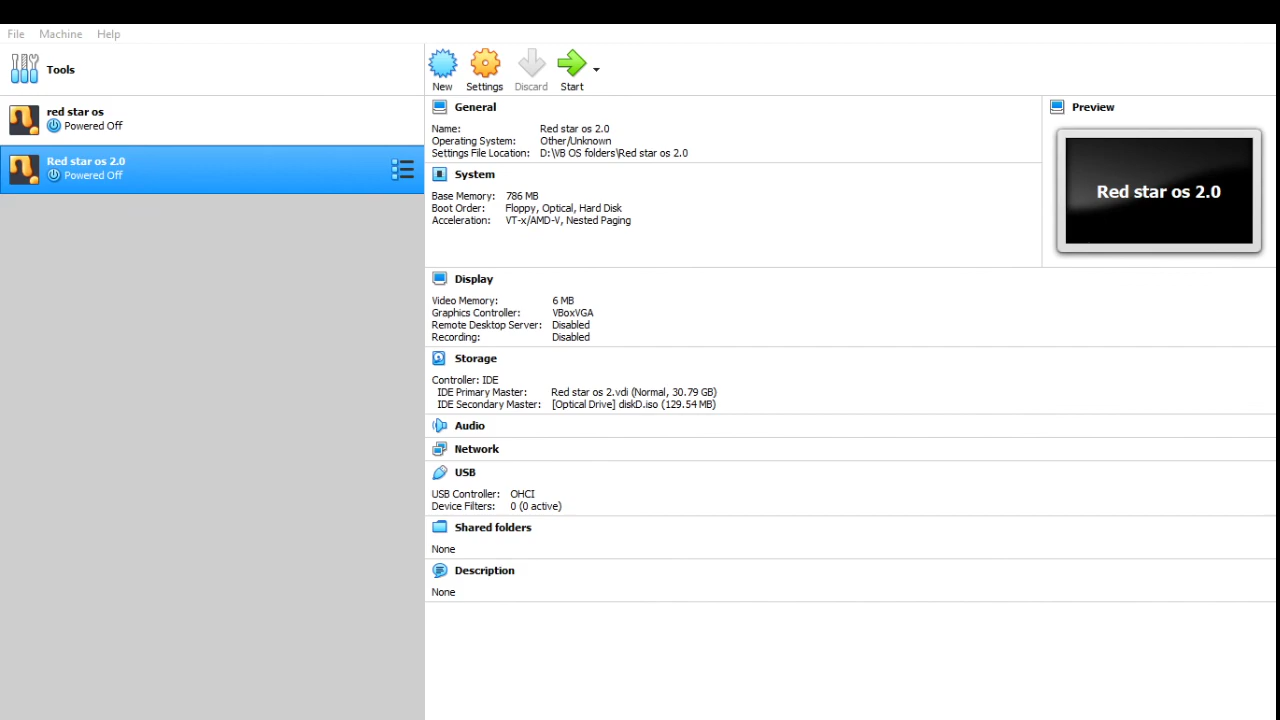 File Machine Help
Tools
New Settings Discard Start
red star os
Powered Off
Red star os 2.0
Powered Off
General
Name: Red star os 2.0
Operating System: Other/Unknown
Settings File Location: D:\VB OS folders\Red star os 2.0
System
Base Memory: 786 MB
Boot Order: Floppy, Optical, Hard Disk
Acceleration: VT-x/AMD-V, Nested Paging
Preview
Red star os 2.0
Display
Video Memory: 6 MB
Graphics Controller: VBoxVGA
Remote Desktop Server: Disabled
Recording: Disabled
Storage
Controller: IDE
IDE Primary Master: Red star os 2.vdi (Normal, 30.79 GB)
IDE Secondary Master: [Optical Drive] diskD.iso (129.54 MB)
Audio
Network
USB
USB Controller: OHCI
Device Filters: 0 (0 active)
Shared folders
None
Description
None